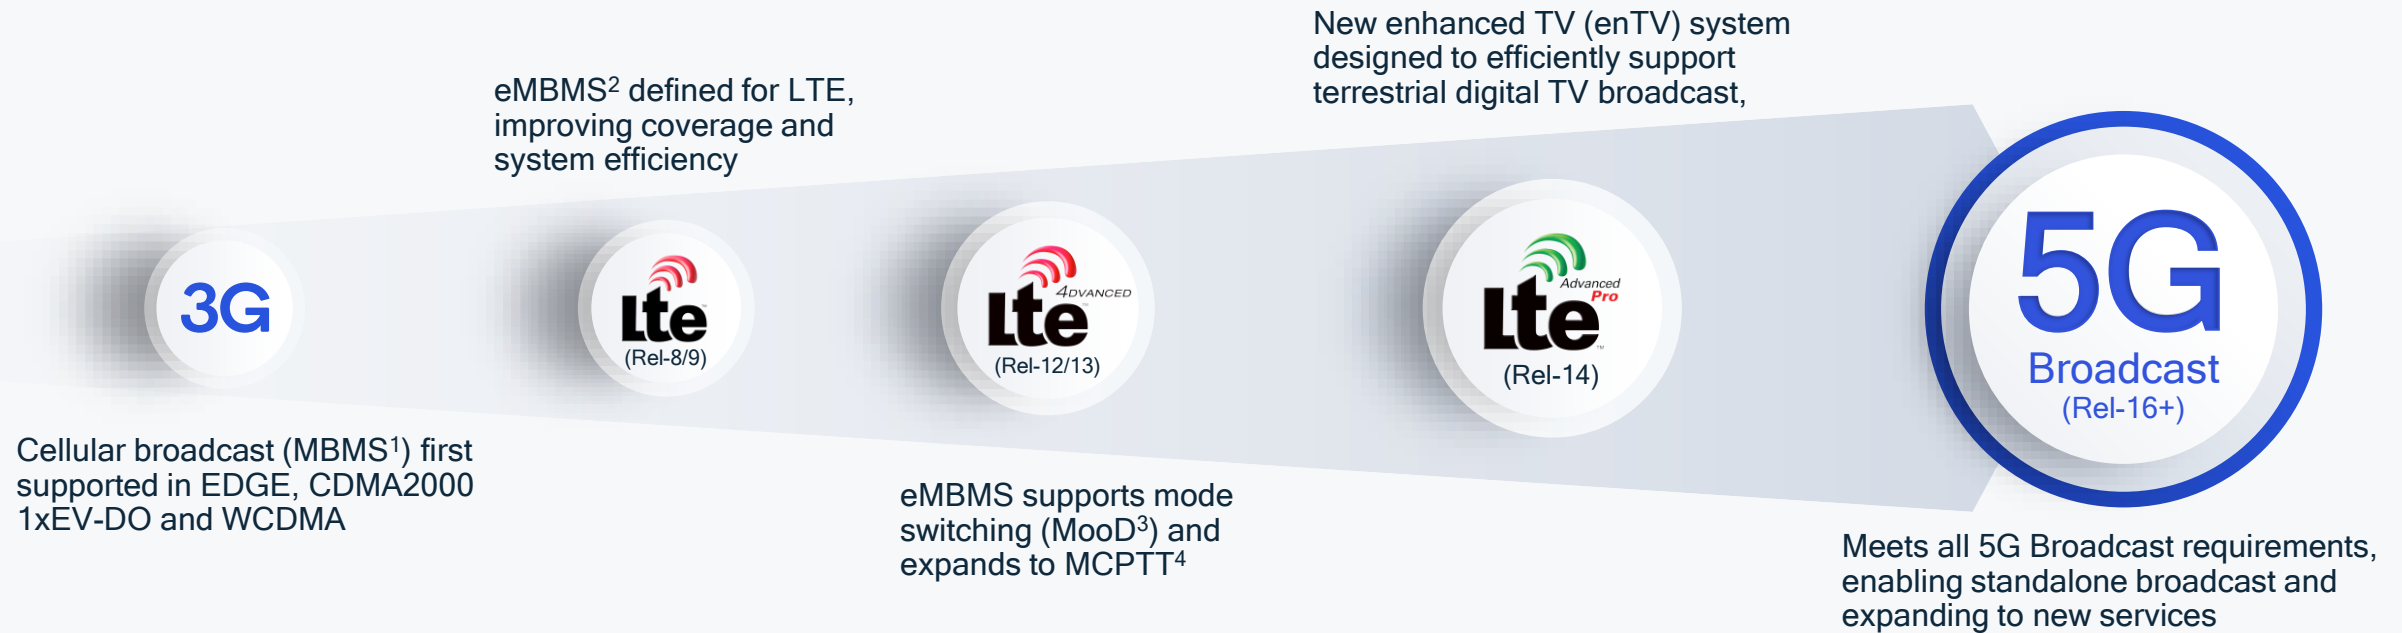 3G
Cellular broadcast (MBMS¹) first
supported in EDGE, CDMA2000
1xEV-DO and WCDMA
eMBMS² defined for LTE,
improving coverage and
system efficiency
Lte™
(Rel-8/9)
4DVANCED
Lte™
(Rel-12/13)
eMBMS supports mode
switching (MooD³) and
expands to MCPTT⁴
New enhanced TV (enTV) system
designed to efficiently support
terrestrial digital TV broadcast,
Advanced
Pro
Lte™
(Rel-14)
5G
Broadcast
(Rel-16+)
Meets all 5G Broadcast requirements,
enabling standalone broadcast and
expanding to new services